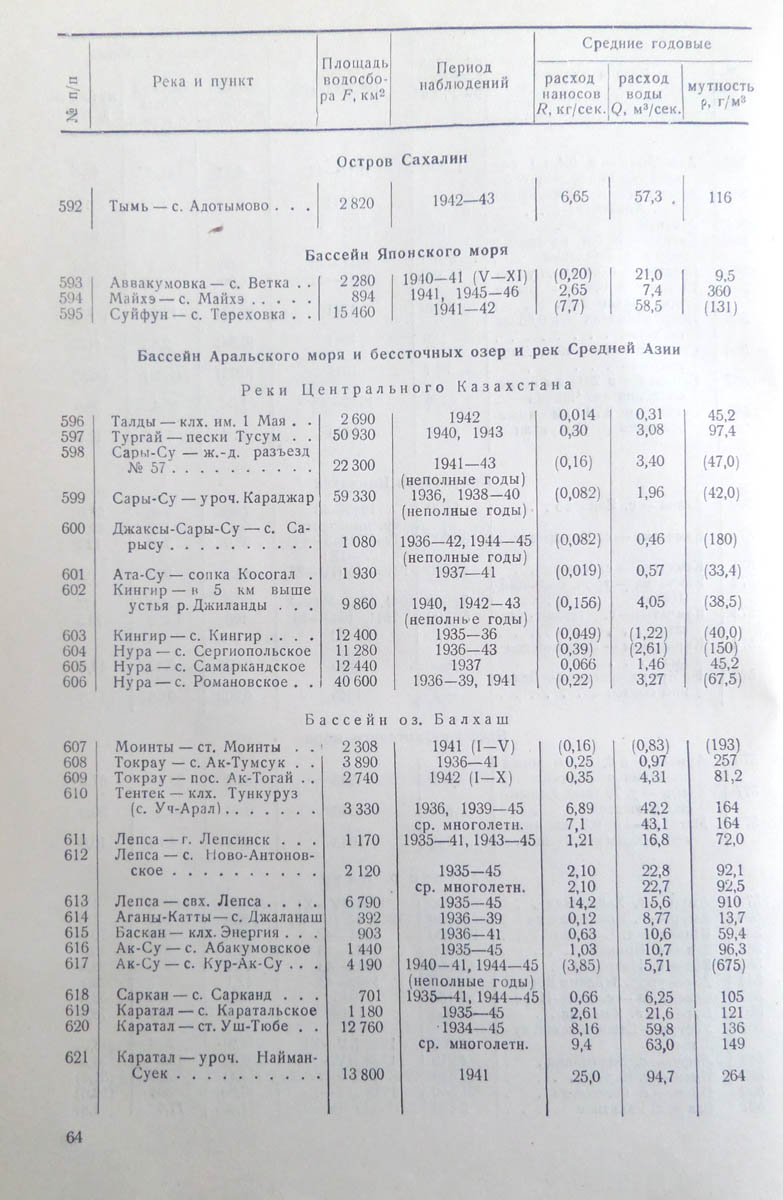 № п/п | Река и пункт | Площадь водосбора F, км² | Период наблюдений | Средние годовые: расход наносов R, кг/сек. | расход воды Q, м³/сек. | мутность ρ, г/м³
Остров Сахалин
592 Тымь — с. Адотымово . . . 2 820 1942—43 6,65 57,3 116
Бассейн Японского моря
593 Аввакумовка — с. Ветка . . 2 280 1940—41 (V—XI) (0,20) 21,0 9,5
594 Майхэ — с. Майхэ . . . . . 894 1941, 1945—46 2,65 7,4 360
595 Суйфун — с. Тереховка . . 15 460 1941—42 (7,7) 58,5 (131)
Бассейн Аральского моря и бессточных озер и рек Средней Азии
Реки Центрального Казахстана
596 Талды — клх. им. 1 Мая . . 2 690 1942 0,014 0,31 45,2
597 Тургай — пески Тусум . . 50 930 1940, 1943 0,30 3,08 97,4
598 Сары-Су — ж.-д. разъезд
№ 57 . . . . . . . . . . 22 300 1941—43 (0,16) 3,40 (47,0)
(неполные годы)
599 Сары-Су — уроч. Караджар 59 330 1936, 1938—40 (0,082) 1,96 (42,0)
(неполные годы)
600 Джаксы-Сары-Су — с. Са-
рысу . . . . . . . . . . 1 080 1936—42, 1944—45 (0,082) 0,46 (180)
(неполные годы)
601 Ата-Су — сопка Косогал . 1 930 1937—41 (0,019) 0,57 (33,4)
602 Кингир — в 5 км выше
устья р. Джиланды . . . 9 860 1940, 1942—43 (0,156) 4,05 (38,5)
(неполные годы)
603 Кингир — с. Кингир . . . . 12 400 1935—36 (0,049) (1,22) (40,0)
604 Нура — с. Сергиопольское 11 280 1936—43 (0,39) (2,61) (150)
605 Нура — с. Самаркандское 12 440 1937 0,066 1,46 45,2
606 Нура — с. Романовское . . 40 600 1936—39, 1941 (0,22) 3,27 (67,5)
Бассейн оз. Балхаш
607 Моинты — ст. Моинты . . 2 308 1941 (I—V) (0,16) (0,83) (193)
608 Токрау — с. Ак-Тумсук . . 3 890 1936—41 0,25 0,97 257
609 Токрау — пос. Ак-Тогай . . 2 740 1942 (I—X) 0,35 4,31 81,2
610 Тентек — клх. Тункуруз
(с. Уч-Арал) . . . . . . . 3 330 1936, 1939—45 6,89 42,2 164
ср. многолетн. 7,1 43,1 164
611 Лепса — г. Лепсинск . . . 1 170 1935—41, 1943—45 1,21 16,8 72,0
612 Лепса — с. Ново-Антонов-
ское . . . . . . . . . . 2 120 1935—45 2,10 22,8 92,1
ср. многолетн. 2,10 22,7 92,5
613 Лепса — свх. Лепса . . . . 6 790 1935—45 14,2 15,6 910
614 Аганы-Катты — с. Джаланаш 392 1936—39 0,12 8,77 13,7
615 Баскан — клх. Энергия . . . 903 1936—41 0,63 10,6 59,4
616 Ак-Су — с. Абакумовское 1 440 1935—45 1,03 10,7 96,3
617 Ак-Су — с. Кур-Ак-Су . . . 4 190 1940—41, 1944—45 (3,85) 5,71 (675)
(неполные годы)
618 Саркан — с. Сарканд . . . 701 1935—41, 1944—45 0,66 6,25 105
619 Каратал — с. Каратальское 1 180 1935—45 2,61 21,6 121
620 Каратал — ст. Уш-Тюбе . . 12 760 1934—45 8,16 59,8 136
ср. многолетн. 9,4 63,0 149
621 Каратал — уроч. Найман-
Суек . . . . . . . . . . 13 800 1941 25,0 94,7 264
64